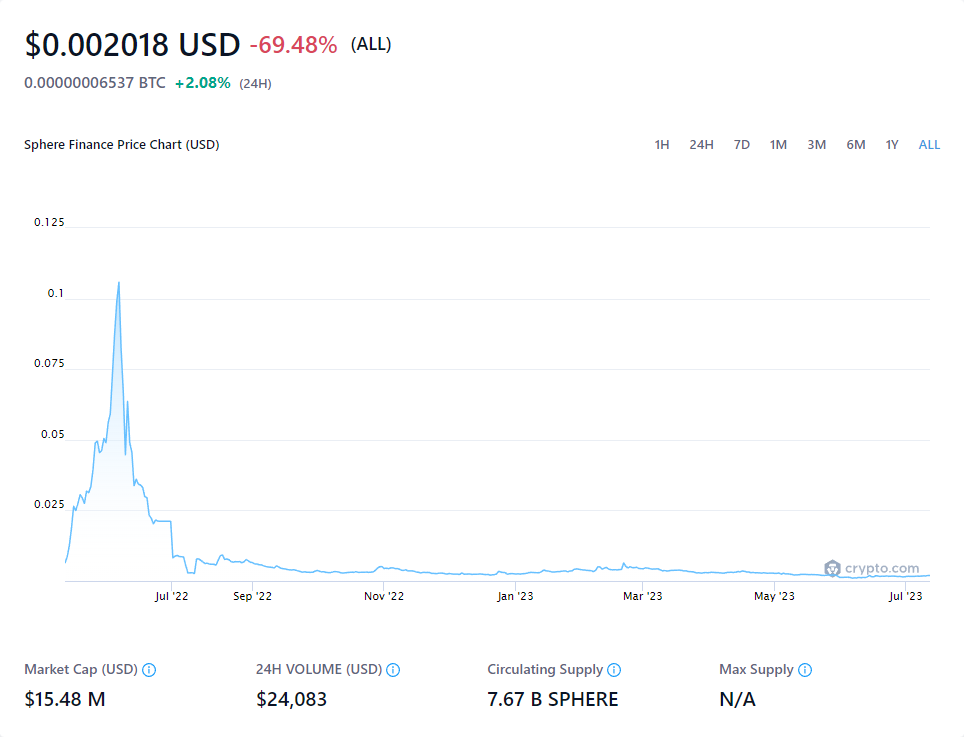 $0.002018 USD -69.48% (ALL)
0.00000006537 BTC +2.08% (24H)
Sphere Finance Price Chart (USD) 1H 24H 7D 1M 3M 6M 1Y ALL
0.125
0.1
0.075
0.05
0.025
crypto.com
Jul '22 Sep '22 Nov '22 Jan '23 Mar '23 May '23 Jul '23
Market Cap (USD) 24H VOLUME (USD) Circulating Supply Max Supply
$15.48 M $24,083 7.67 B SPHERE N/A